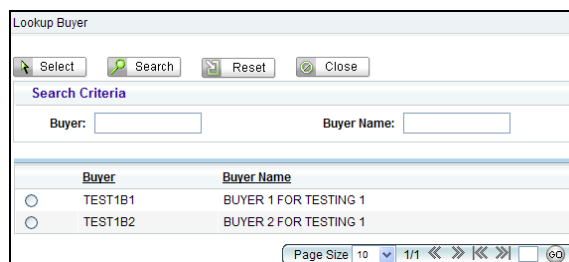 Lookup Buyer
Select Search Reset Close
Search Criteria
Buyer: Buyer Name:
Buyer Buyer Name
TEST1B1 BUYER 1 FOR TESTING 1
TEST1B2 BUYER 2 FOR TESTING 1
Page Size 10 1/1 GO